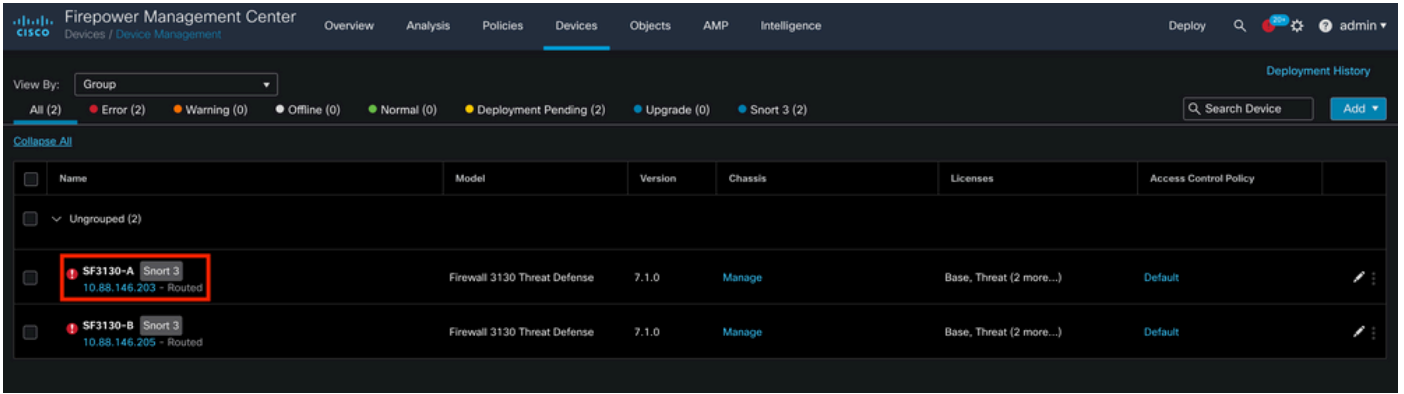 Firepower Management Center
CISCO Devices / Device Management Overview Analysis Policies Devices Objects AMP Intelligence Deploy 20+ admin
Deployment History
View By: Group
All (2) Error (2) Warning (0) Offline (0) Normal (0) Deployment Pending (2) Upgrade (0) Snort 3 (2) Search Device Add
Collapse All
Name Model Version Chassis Licenses Access Control Policy
Ungrouped (2)
SF3130-A Snort 3
10.88.146.203 - Routed
Firewall 3130 Threat Defense 7.1.0 Manage Base, Threat (2 more...) Default
SF3130-B Snort 3
10.88.146.205 - Routed
Firewall 3130 Threat Defense 7.1.0 Manage Base, Threat (2 more...) Default